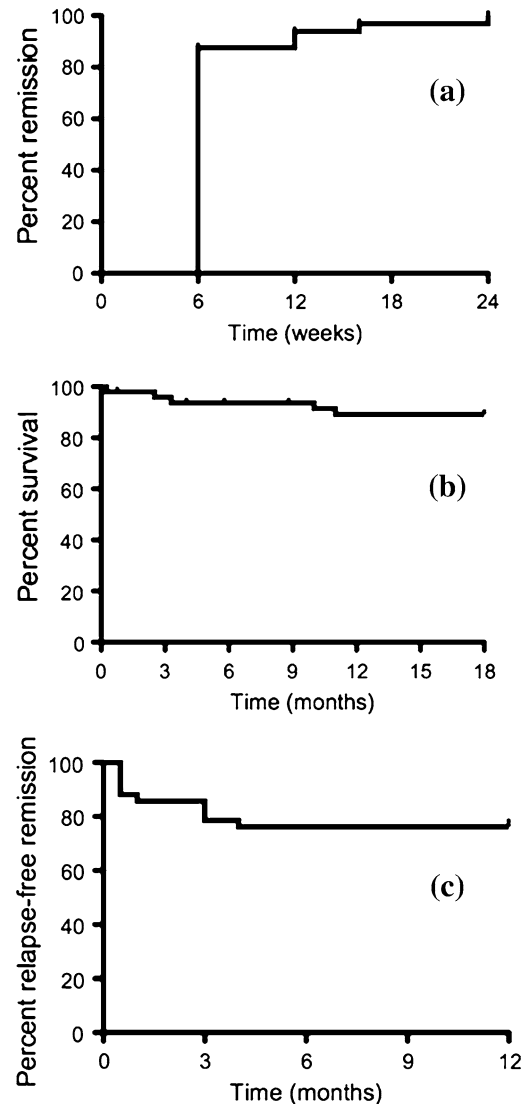 Percent remission
100
80
60
40
20
0
(a)
0 6 12 18 24
Time (weeks)
Percent survival
100
80
60
40
20
0
(b)
0 3 6 9 12 15 18
Time (months)
Percent relapse-free remission
100
80
60
40
20
0
(c)
0 3 6 9 12
Time (months)